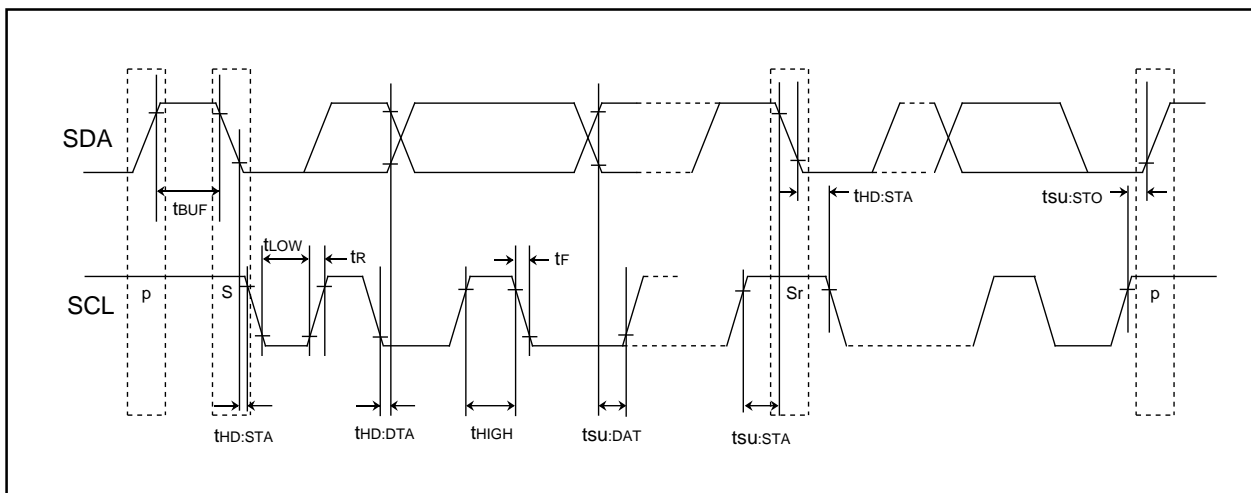 SDA
tBUF
tHD:STA
tsu:STO
tLOW
tR
tF
SCL
p
S
Sr
p
tHD:STA
tHD:DTA
tHIGH
tsu:DAT
tsu:STA